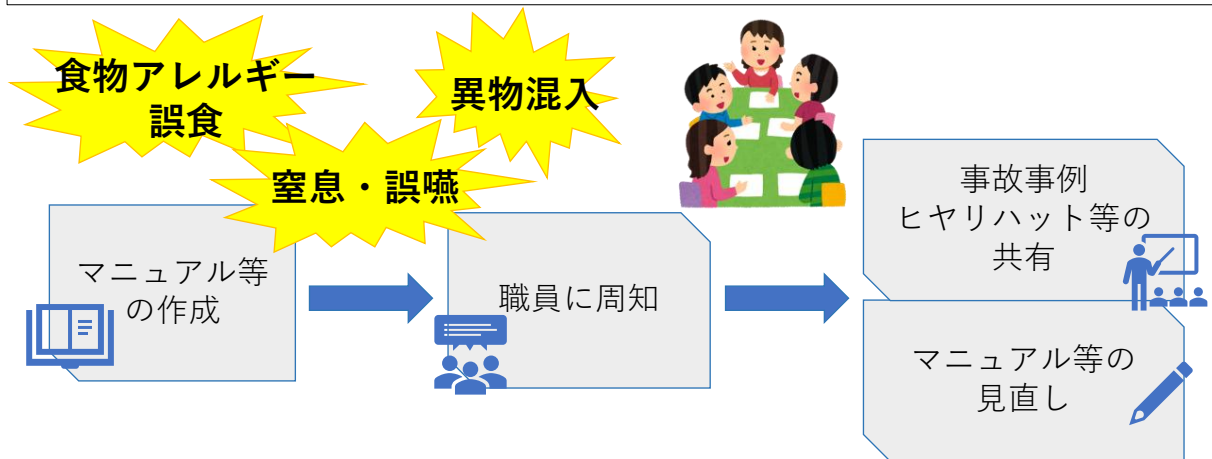 食物アレルギー
誤食
異物混入
窒息・誤嚥
マニュアル等
の作成
職員に周知
事故事例
ヒヤリハット等の
共有
マニュアル等の
見直し